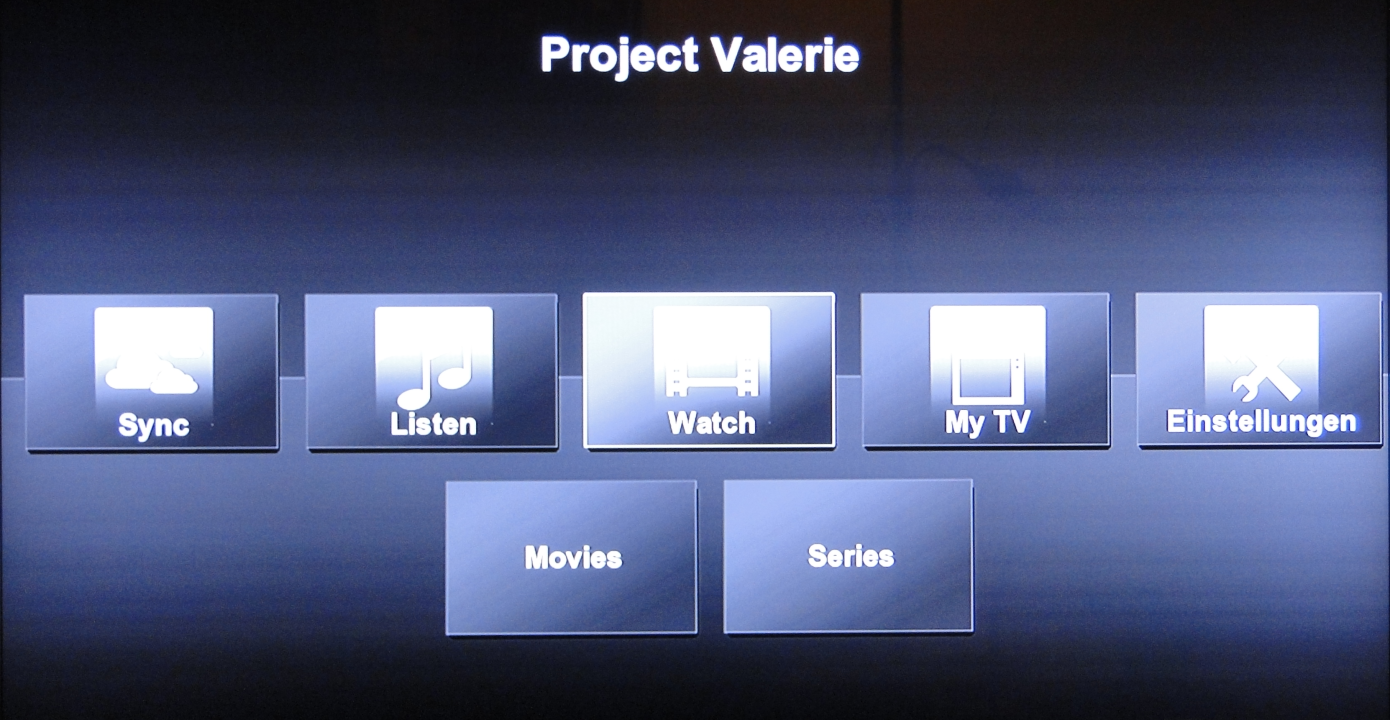 Project Valerie
Sync
Listen
Watch
My TV
Einstellungen
Movies
Series